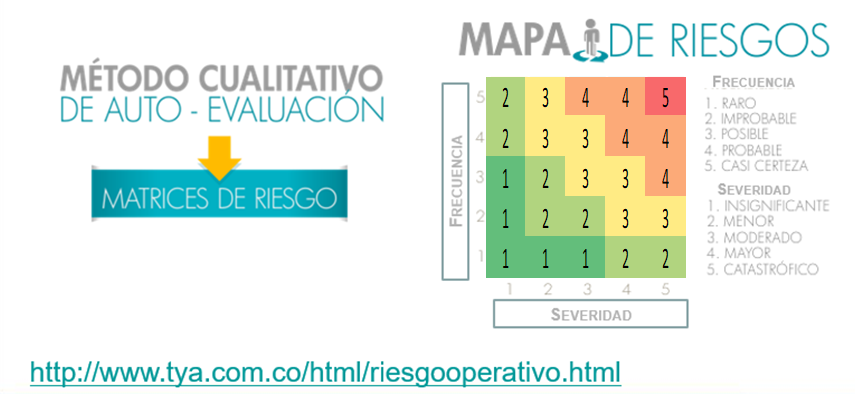 MÉTODO CUALITATIVO
DE AUTO - EVALUACIÓN
MATRICES DE RIESGO
MAPA DE RIESGOS
FRECUENCIA
5 2 3 4 4 5
4 2 3 3 4 4
3 1 2 3 3 4
2 1 2 2 3 3
1 1 1 1 2 2
1 2 3 4 5
SEVERIDAD
FRECUENCIA
1. RARO
2. IMPROBABLE
3. POSIBLE
4. PROBABLE
5. CASI CERTEZA
SEVERIDAD
1. INSIGNIFICANTE
2. MENOR
3. MODERADO
4. MAYOR
5. CATASTRÓFICO
http://www.tya.com.co/html/riesgooperativo.html